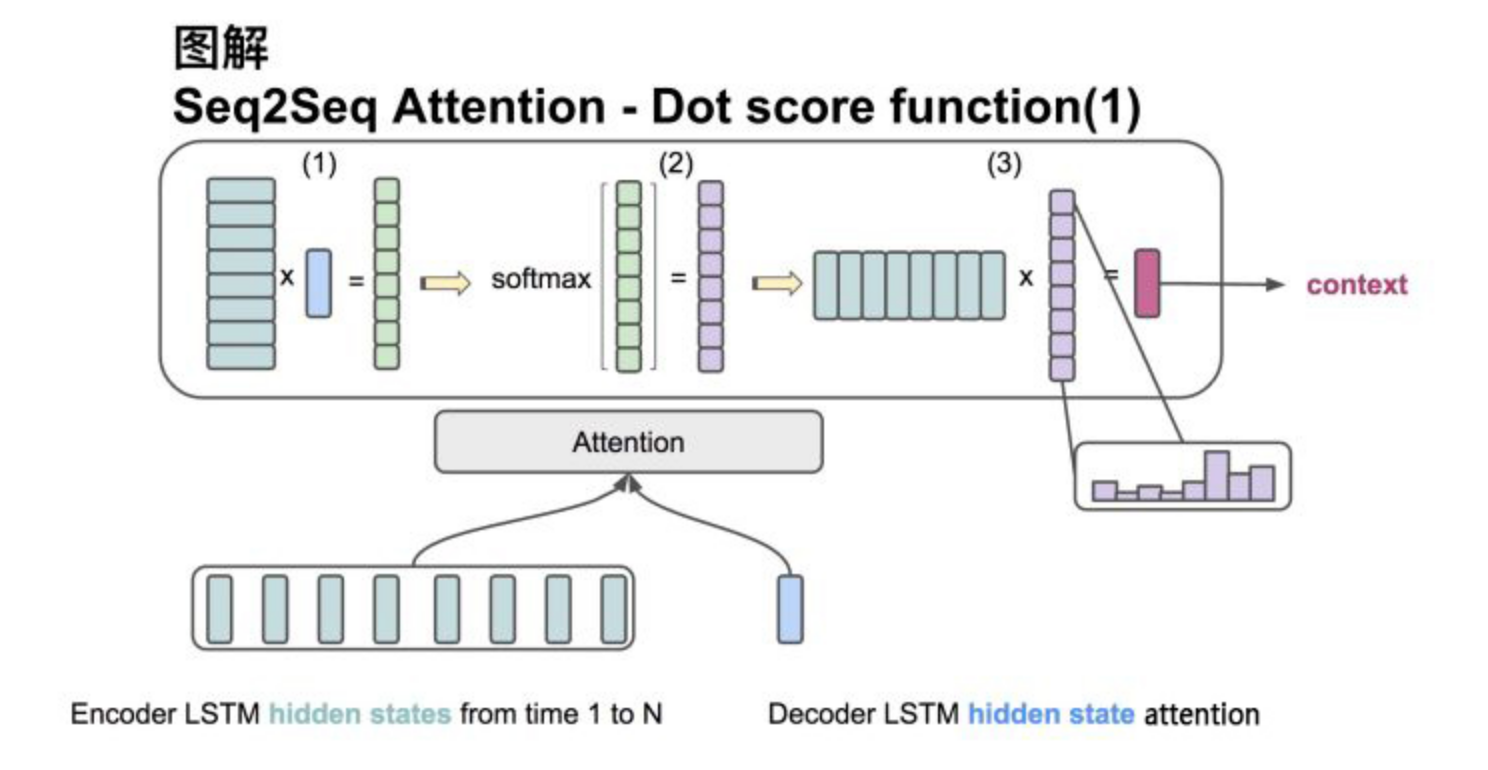 图解
Seq2Seq Attention - Dot score function(1)
(1)
(2)
(3)
x
=
softmax
=
x
=
context
Attention
Encoder LSTM hidden states from time 1 to N
Decoder LSTM hidden state attention